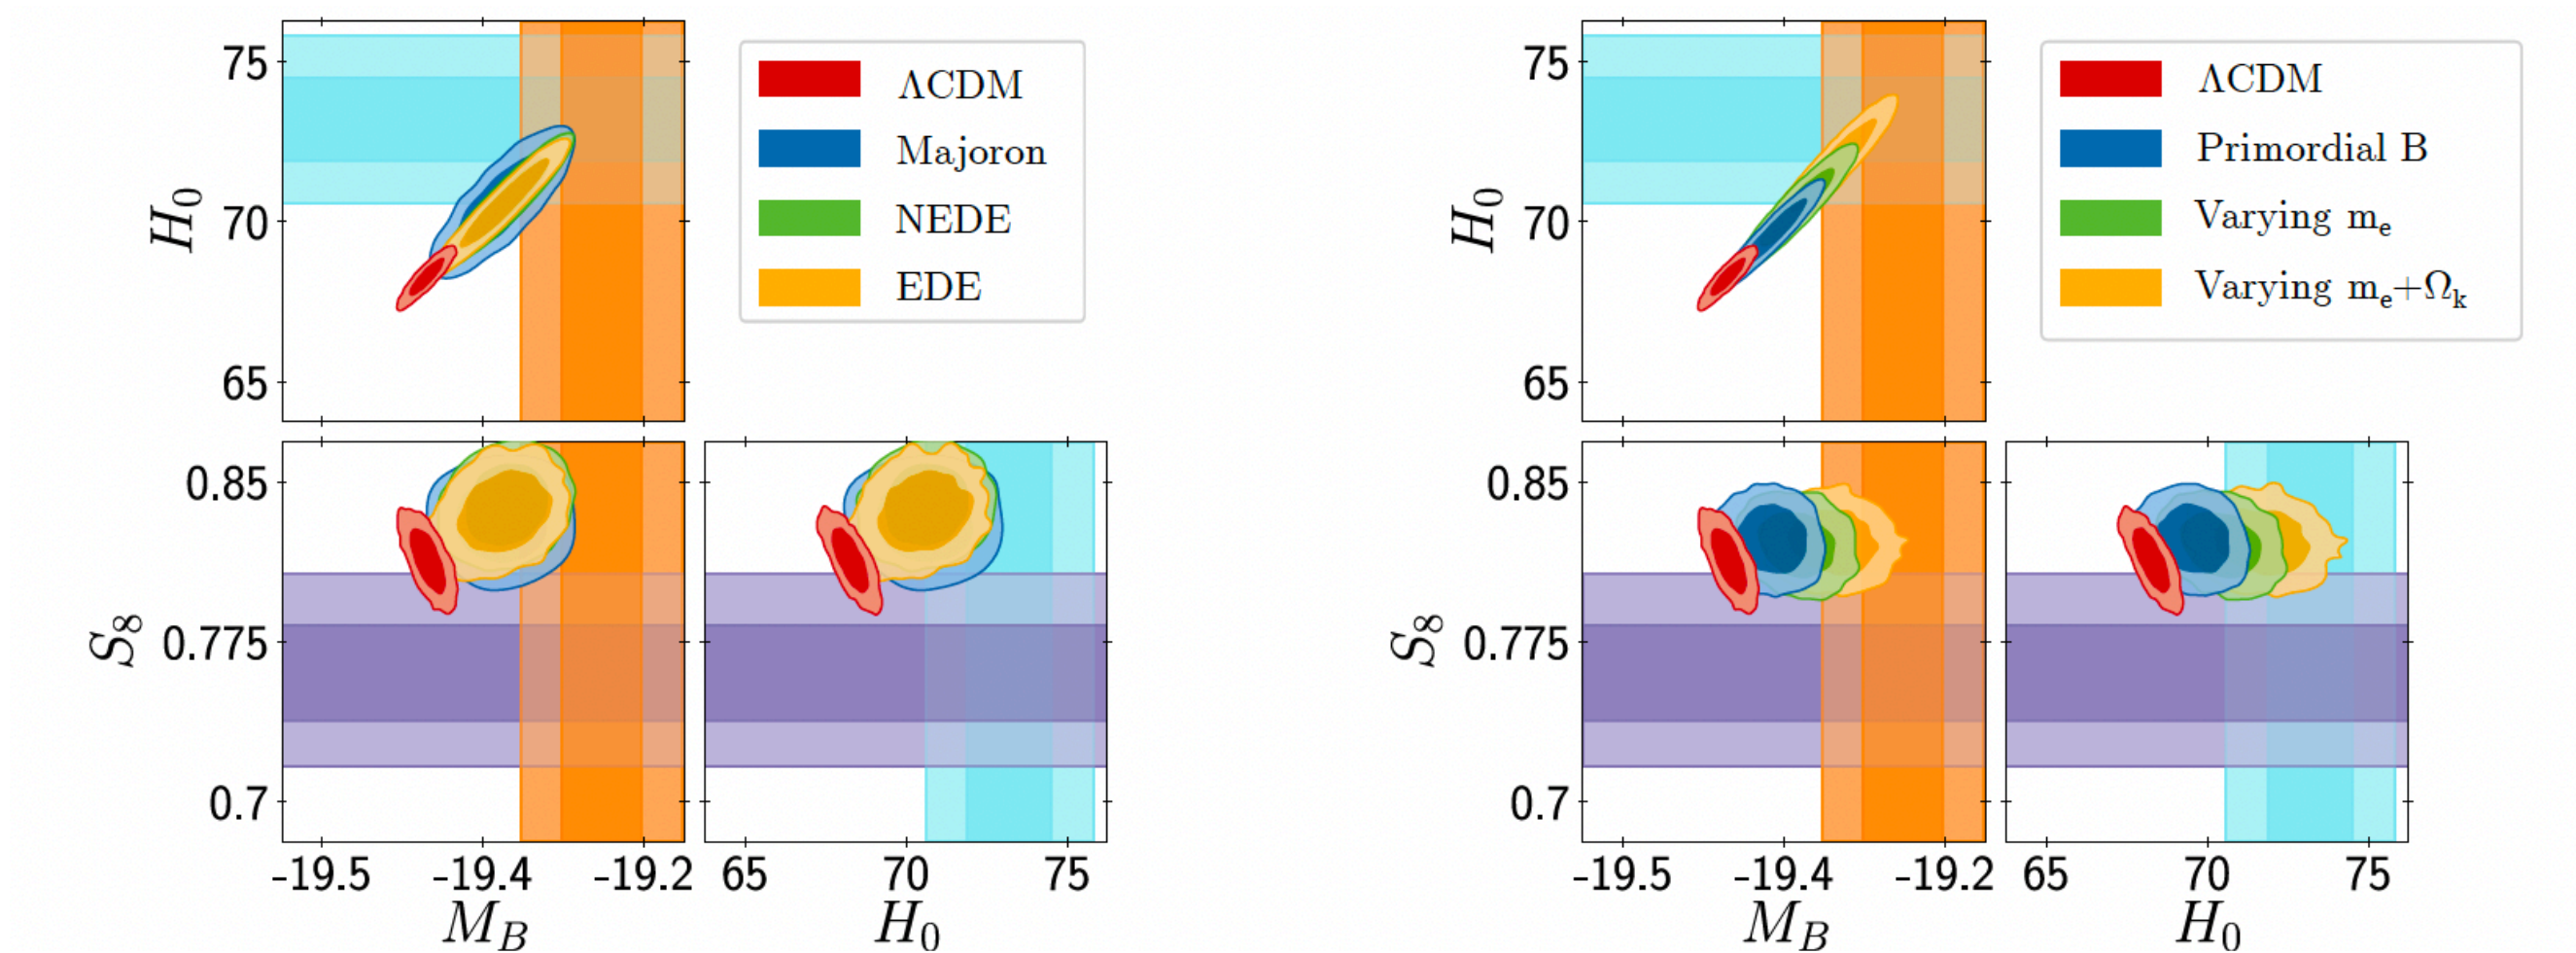 75
70
65
H₀
ΛCDM
Majoron
NEDE
EDE
0.85
0.775
0.7
S₈
-19.5 -19.4 -19.2
M_B
65 70 75
H₀
75
70
65
H₀
ΛCDM
Primordial B
Varying mₑ
Varying mₑ+Ωₖ
0.85
0.775
0.7
S₈
-19.5 -19.4 -19.2
M_B
65 70 75
H₀